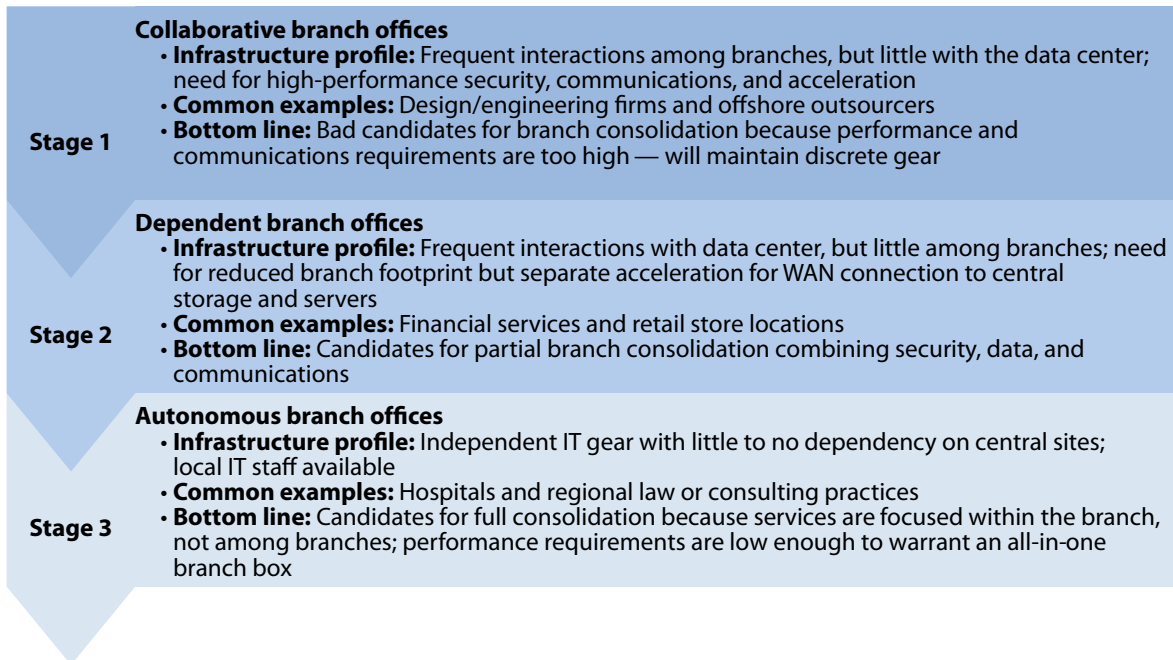 Collaborative branch offices
• Infrastructure profile: Frequent interactions among branches, but little with the data center;
need for high-performance security, communications, and acceleration
• Common examples: Design/engineering firms and offshore outsourcers
Stage 1
• Bottom line: Bad candidates for branch consolidation because performance and
communications requirements are too high — will maintain discrete gear
Dependent branch offices
• Infrastructure profile: Frequent interactions with data center, but little among branches; need
for reduced branch footprint but separate acceleration for WAN connection to central
storage and servers
Stage 2
• Common examples: Financial services and retail store locations
• Bottom line: Candidates for partial branch consolidation combining security, data, and
communications
Autonomous branch offices
• Infrastructure profile: Independent IT gear with little to no dependency on central sites;
local IT staff available
• Common examples: Hospitals and regional law or consulting practices
Stage 3
• Bottom line: Candidates for full consolidation because services are focused within the branch,
not among branches; performance requirements are low enough to warrant an all-in-one
branch box